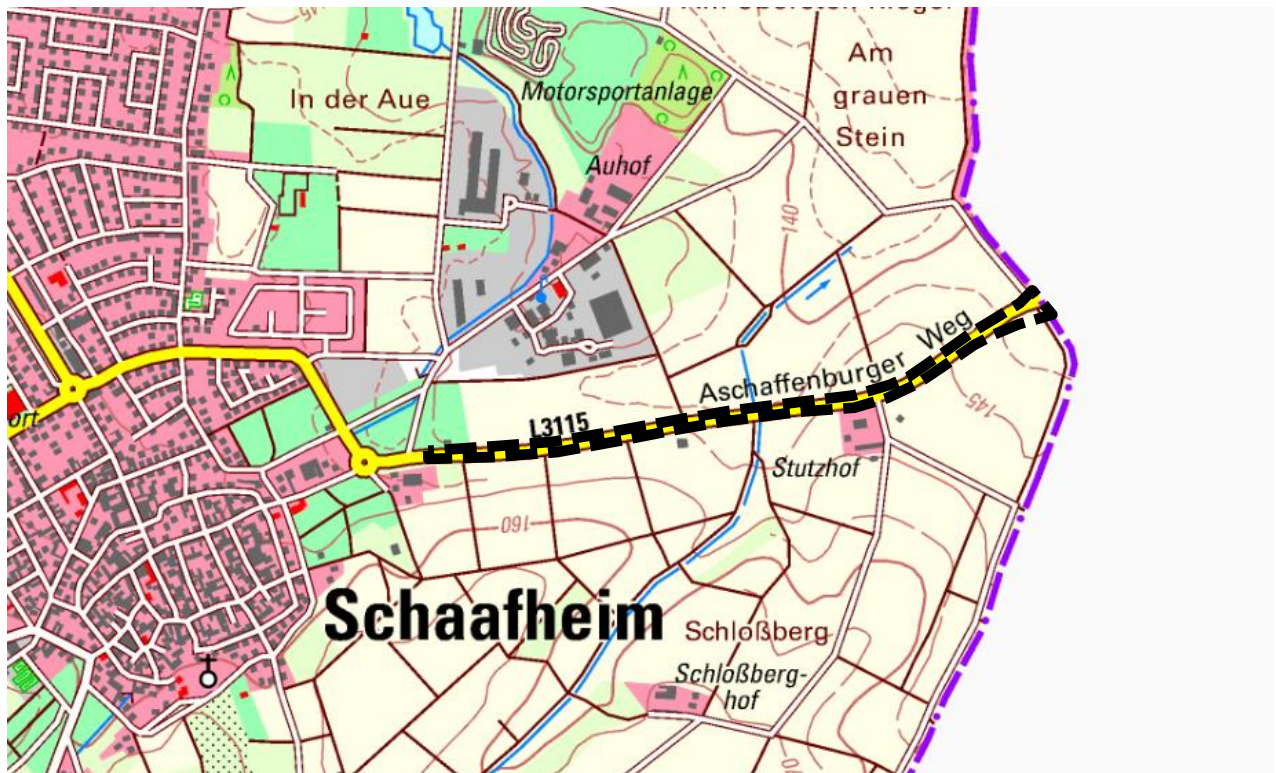 Am
grauen
Stein
In der Aue
Motorsportanlage
Auhof
140
Aschaffenburger Weg
L3115
145
ort
Stutzhof
160
Schaafheim
Schloßberg
Schloßberg-
hof